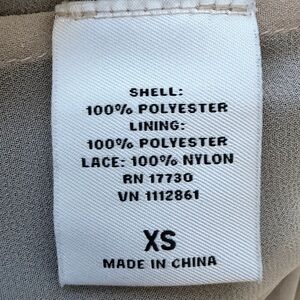 SHELL:
100% POLYESTER
LINING:
100% POLYESTER
LACE: 100% NYLON
RN 17730
VN 1112861
XS
MADE IN CHINA